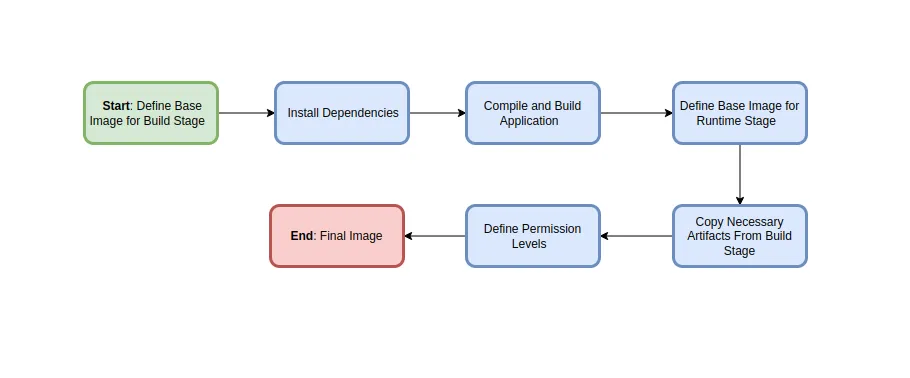 Start: Define Base
Image for Build Stage
Install Dependencies
Compile and Build
Application
Define Base Image for
Runtime Stage
Copy Necessary
Artifacts From Build
Stage
Define Permission
Levels
End: Final Image